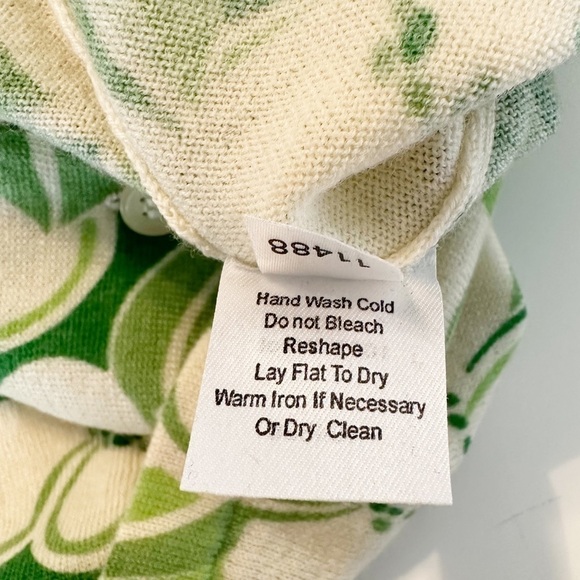 11488
Hand Wash Cold
Do not Bleach
Reshape
Lay Flat To Dry
Warm Iron If Necessary
Or Dry Clean